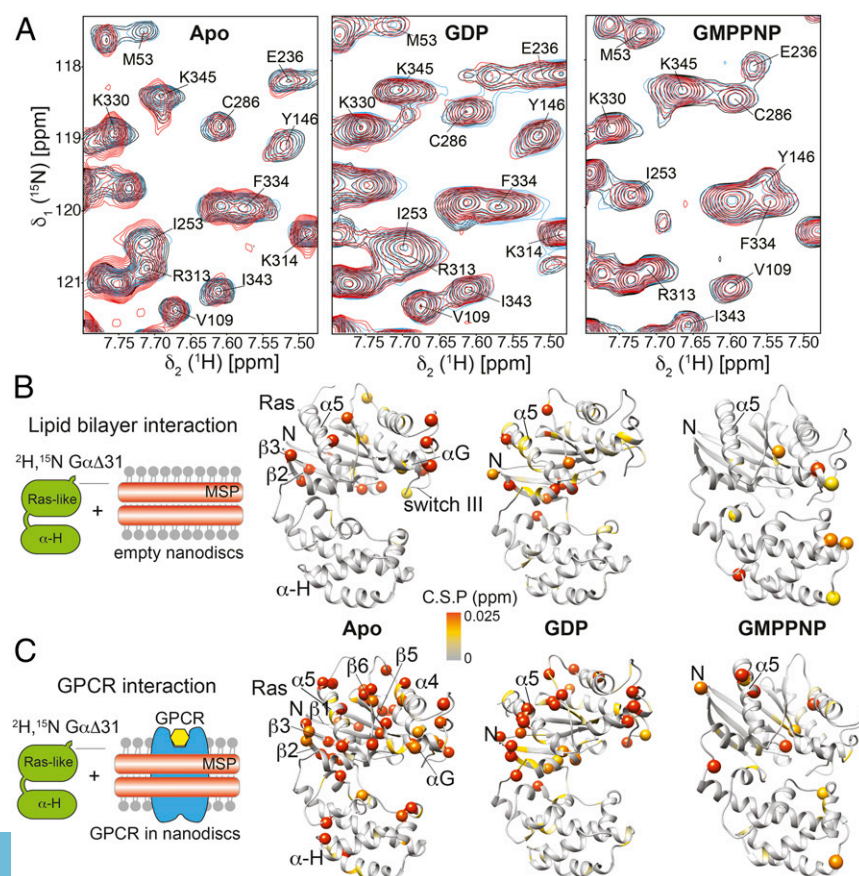 A
Apo
GDP
GMPPNP
M53
E236
K345
K330
C286
Y146
F334
I253
K314
R313
I343
V109
M53
E236
K345
K330
C286
Y146
F334
I253
K314
R313
I343
V109
M53
E236
K345
K330
C286
Y146
I253
F334
R313
V109
I343
118
119
120
121
δ1 (15N) [ppm]
7.75 7.70 7.65 7.60 7.55 7.50
7.75 7.70 7.65 7.60 7.55 7.50
7.75 7.70 7.65 7.60 7.55 7.50
δ2 (1H) [ppm]
δ2 (1H) [ppm]
δ2 (1H) [ppm]
B
Lipid bilayer interaction
2H,15N GαΔ31
Ras-like
α-H
+
MSP
empty nanodiscs
Ras
α5
N
β3
β2
αG
switch III
α-H
α5
N
α5
N
C.S.P (ppm)
0.025
0
Apo
GDP
GMPPNP
C
GPCR interaction
2H,15N GαΔ31
GPCR
Ras-like
α-H
+
MSP
GPCR in nanodiscs
Ras
α5
β6
β5
α4
N
β1
β3
β2
αG
α-H
α5
N
N
α5